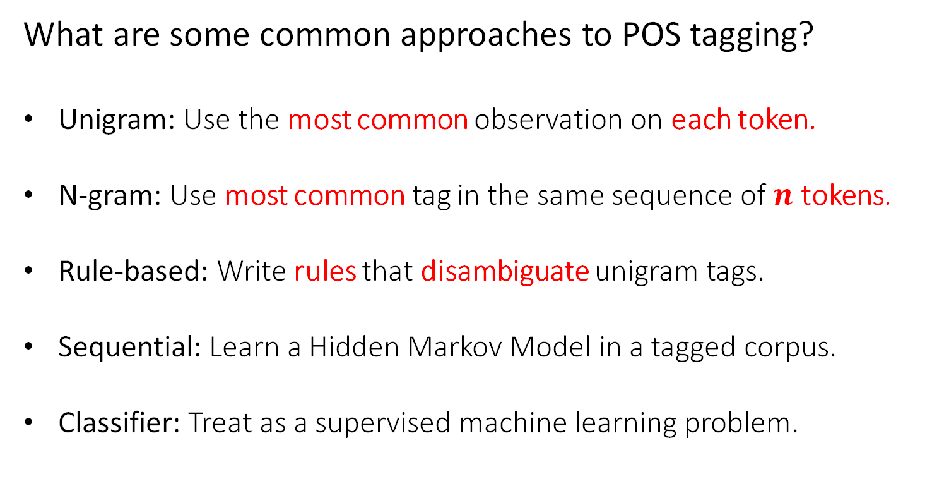 What are some common approaches to POS tagging?
• Unigram: Use the most common observation on each token.
• N-gram: Use most common tag in the same sequence of n tokens.
• Rule-based: Write rules that disambiguate unigram tags.
• Sequential: Learn a Hidden Markov Model in a tagged corpus.
• Classifier: Treat as a supervised machine learning problem.